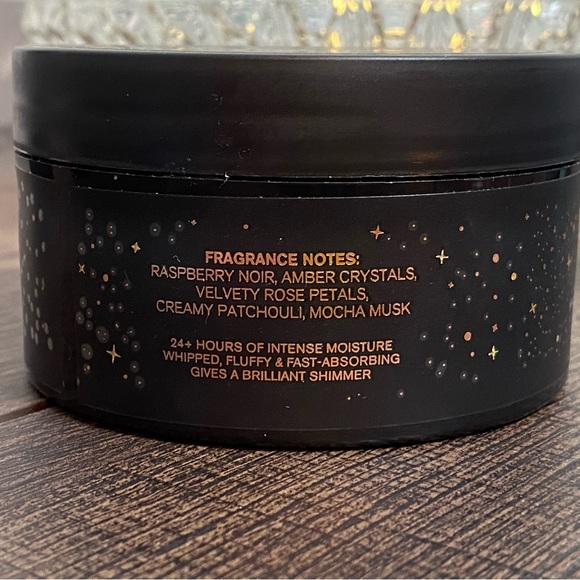 FRAGRANCE NOTES:
RASPBERRY NOIR, AMBER CRYSTALS,
VELVETY ROSE PETALS,
CREAMY PATCHOULI, MOCHA MUSK
24+ HOURS OF INTENSE MOISTURE
WHIPPED, FLUFFY & FAST-ABSORBING
GIVES A BRILLIANT SHIMMER